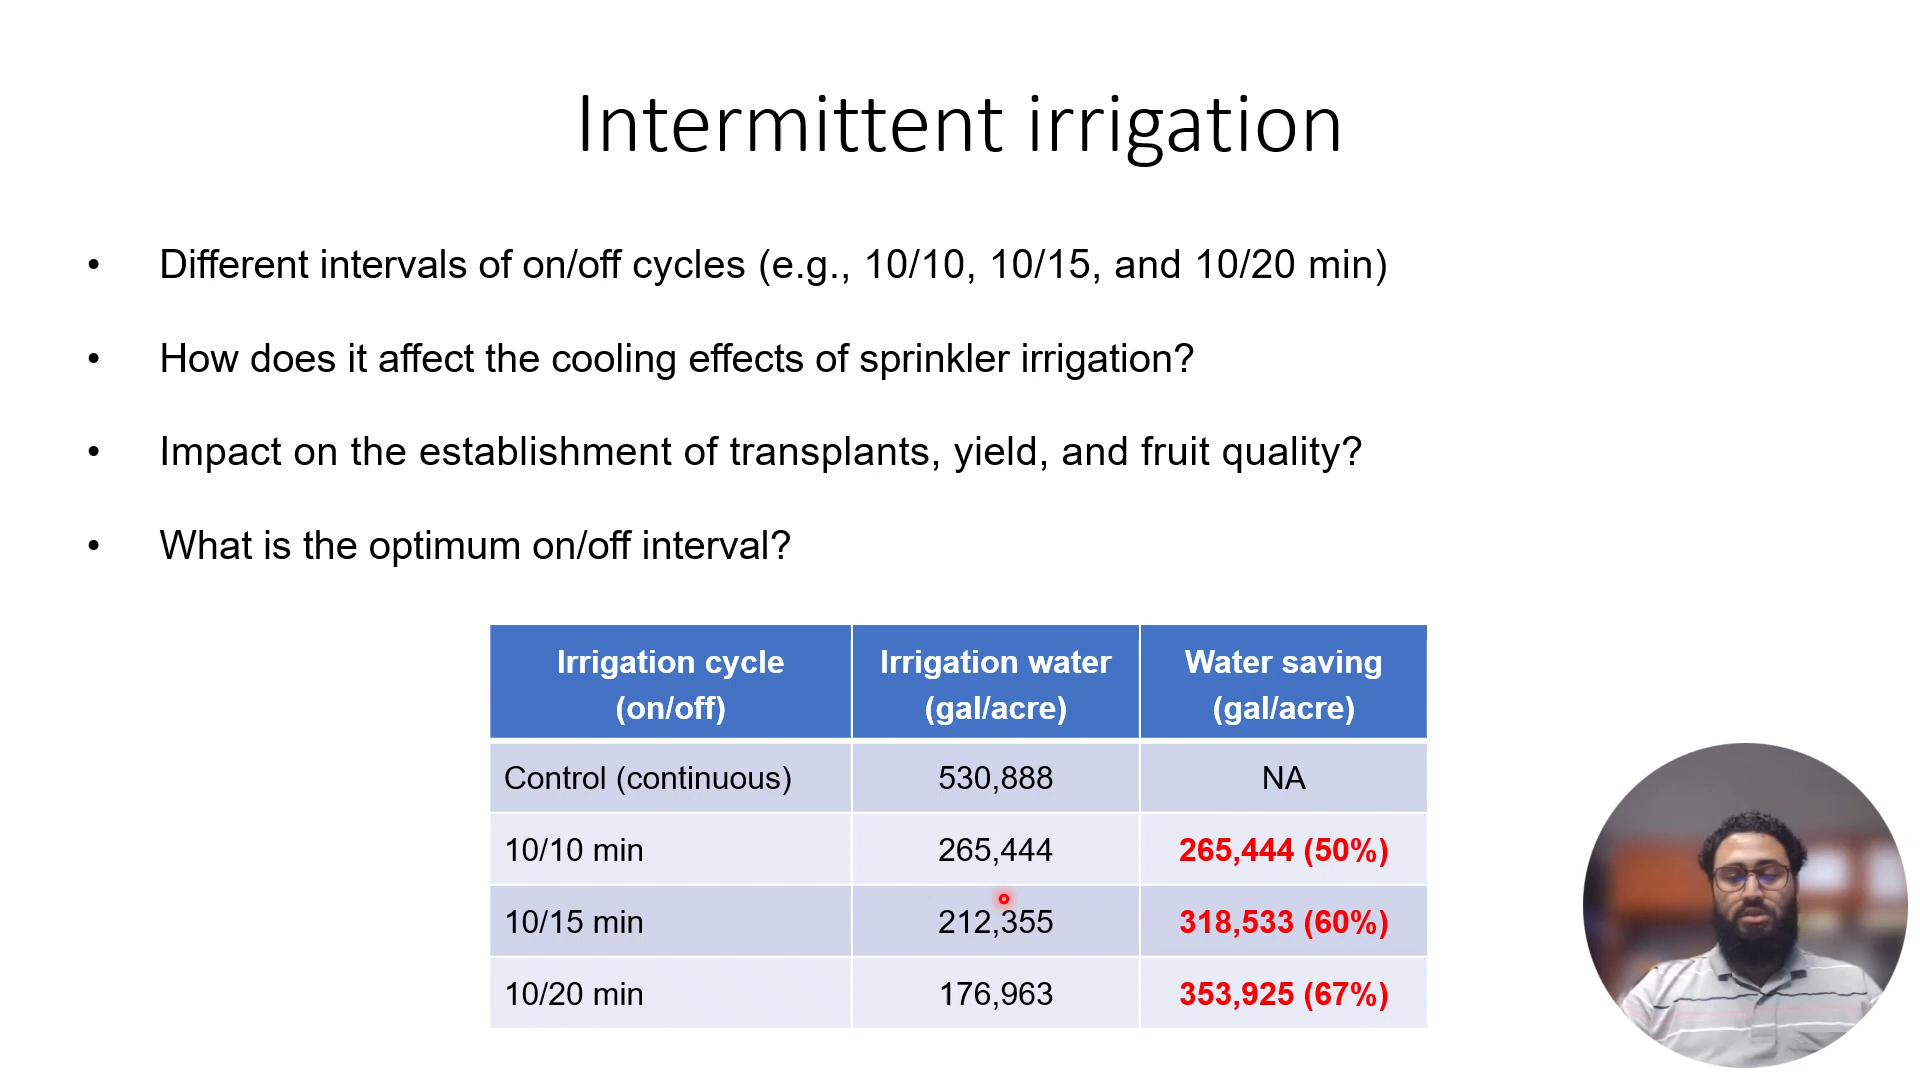 Intermittent irrigation
• Different intervals of on/off cycles (e.g., 10/10, 10/15, and 10/20 min)
• How does it affect the cooling effects of sprinkler irrigation?
• Impact on the establishment of transplants, yield, and fruit quality?
• What is the optimum on/off interval?
Irrigation cycle (on/off) Irrigation water (gal/acre) Water saving (gal/acre)
Control (continuous) 530,888 NA
10/10 min 265,444 265,444 (50%)
10/15 min 212,355 318,533 (60%)
10/20 min 176,963 353,925 (67%)